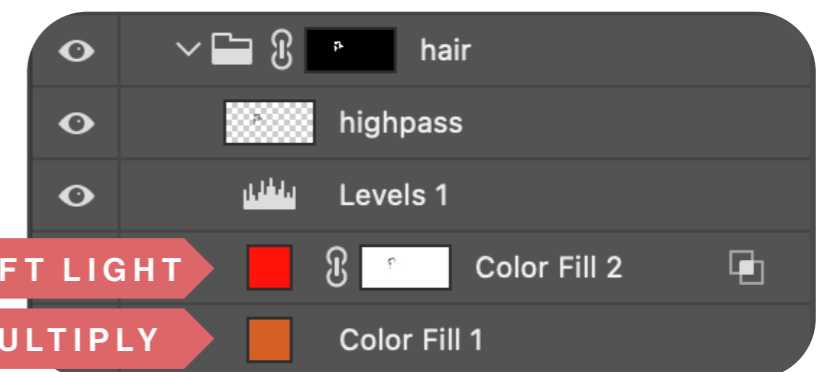 hair
highpass
Levels 1
FT LIGHT Color Fill 2
ULTIPLY Color Fill 1